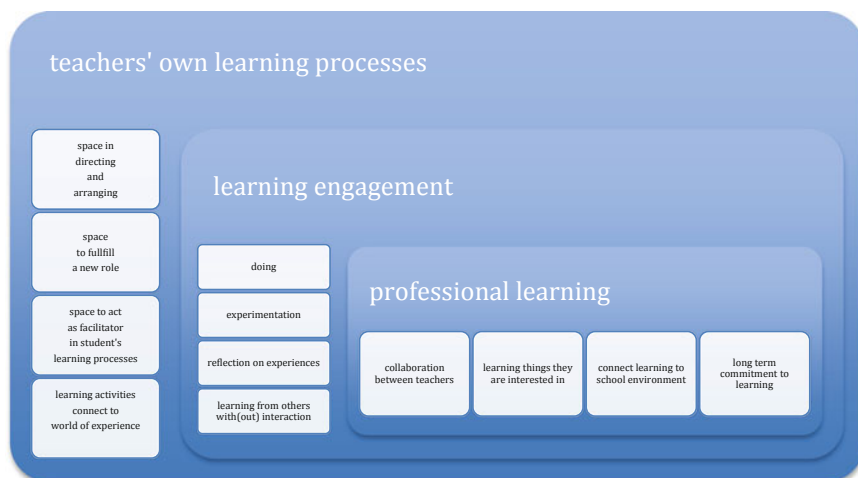 teachers' own learning processes
space in
directing
and
arranging
space
to fullfill
a new role
space to act
as facilitator
in student's
learning processes
learning activities
connect to
world of experience
learning engagement
doing
experimentation
reflection on experiences
learning from others
with(out) interaction
professional learning
collaboration
between teachers
learning things they
are interested in
connect learning to
school environment
long term
commitment to
learning